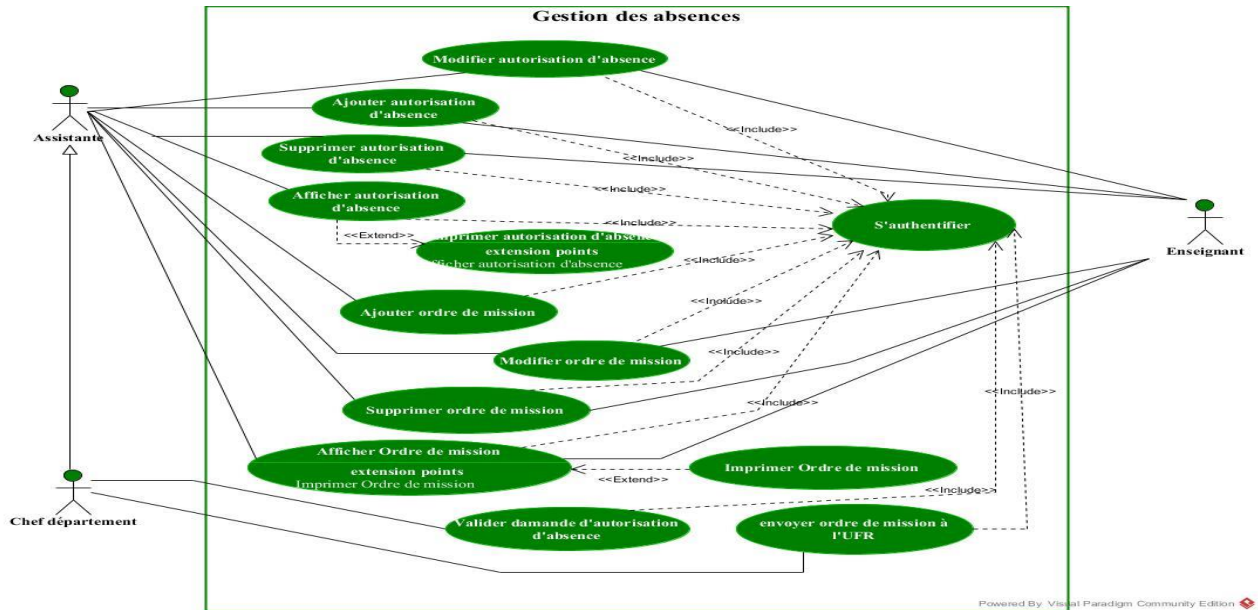 Gestion des absences
Modifier autorisation d'absence
Ajouter autorisation
d'absence
Assistante
<<Include>>
Supprimer autorisation
d'absence
<<Include>>
Afficher autorisation
d'absence
<<Include>>
<<Include>>
S'authentifier
<<Extend>>
autorisation d'absence
extension points
autorisation d'absence
Enseignant
<<Include>>
Ajouter ordre de mission
<<Include>>
Modifier ordre de mission
<<Include>>
Supprimer ordre de mission
<<Include>>
<<Include>>
Afficher Ordre de mission
extension points
Imprimer Ordre de mission
<<Extend>>
Imprimer Ordre de mission
<<Include>>
Chef département
Valider damande d'autorisation
d'absence
envoyer ordre de mission à
l'UFR
Powered By Visual Paradigm Community Edition